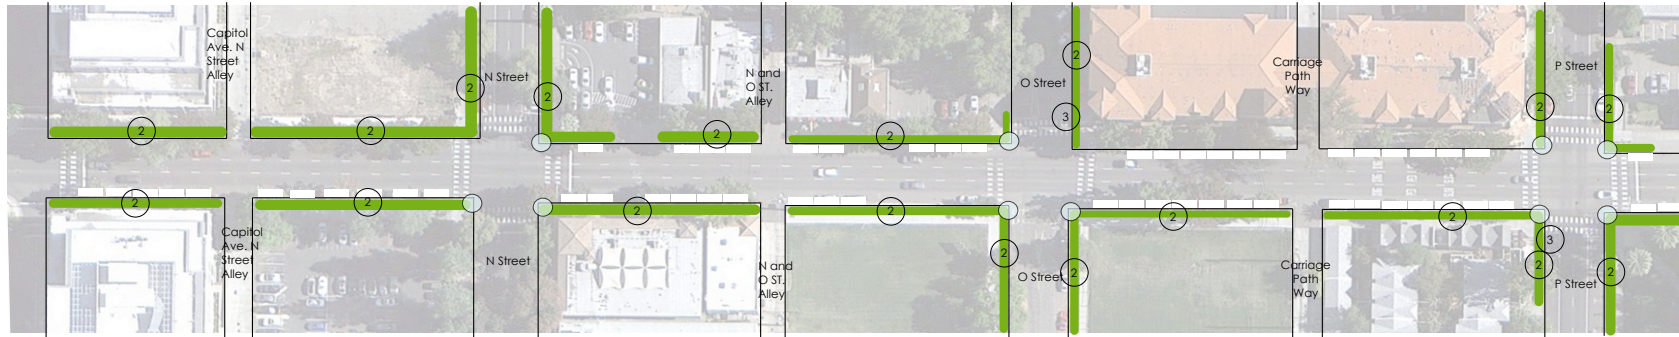 Capitol
Ave. N
Street
Alley
N Street
N and
O ST.
Alley
O Street
Carriage
Path
Way
P Street
2
2
2
2
2
2
2
3
2
2
2
2
2
2
2
2
2
2
3
2
2
Capitol
Ave. N
Street
Alley
N Street
N and
O ST.
Alley
O Street
Carriage
Path
Way
P Street